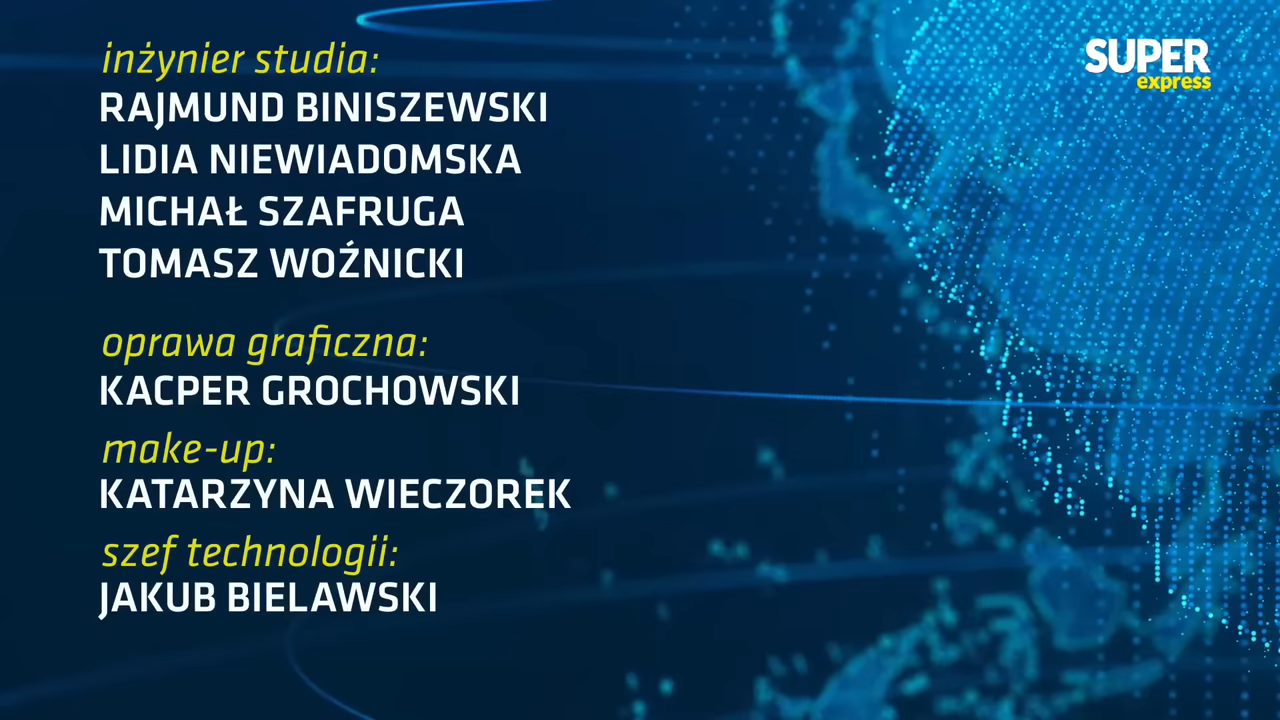 inżynier studia:
RAJMUND BINISZEWSKI
LIDIA NIEWIADOMSKA
MICHAŁ SZAFRUGA
TOMASZ WOŹNICKI
oprawa graficzna:
KACPER GROCHOWSKI
make-up:
KATARZYNA WIECZOREK
szef technologii:
JAKUB BIELAWSKI
SUPER
express